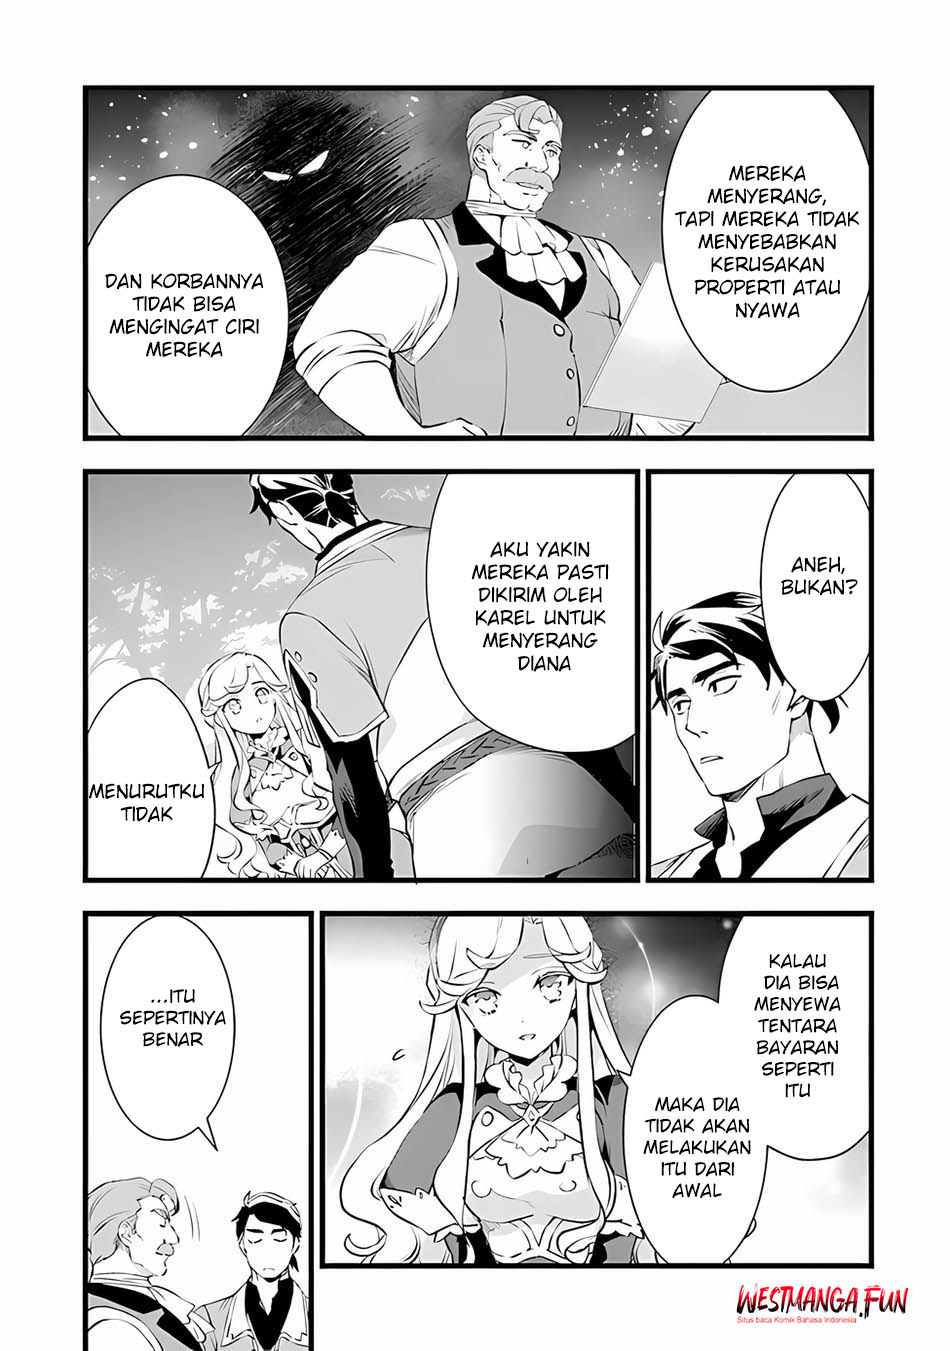 MEREKA
MENYERANG,
TAPI MEREKA TIDAK
MENYEBABKAN
KERUSAKAN
PROPERTI ATAU
NYAWA
DAN KORBANNYA
TIDAK BISA
MENGINGAT CIRI
MEREKA
ANEH,
BUKAN?
AKU YAKIN
MEREKA PASTI
DIKIRIM OLEH
KAREL UNTUK
MENYERANG
DIANA
MENURUTKU
TIDAK
KALAU
DIA BISA
MENYEWA
TENTARA
BAYARAN
SEPERTI
ITU
MAKA DIA
TIDAK AKAN
MELAKUKAN
ITU DARI
AWAL
...ITU
SEPERTINYA
BENAR
WESTMANGA.FUN
Situs baca Komik Bahasa Indonesia